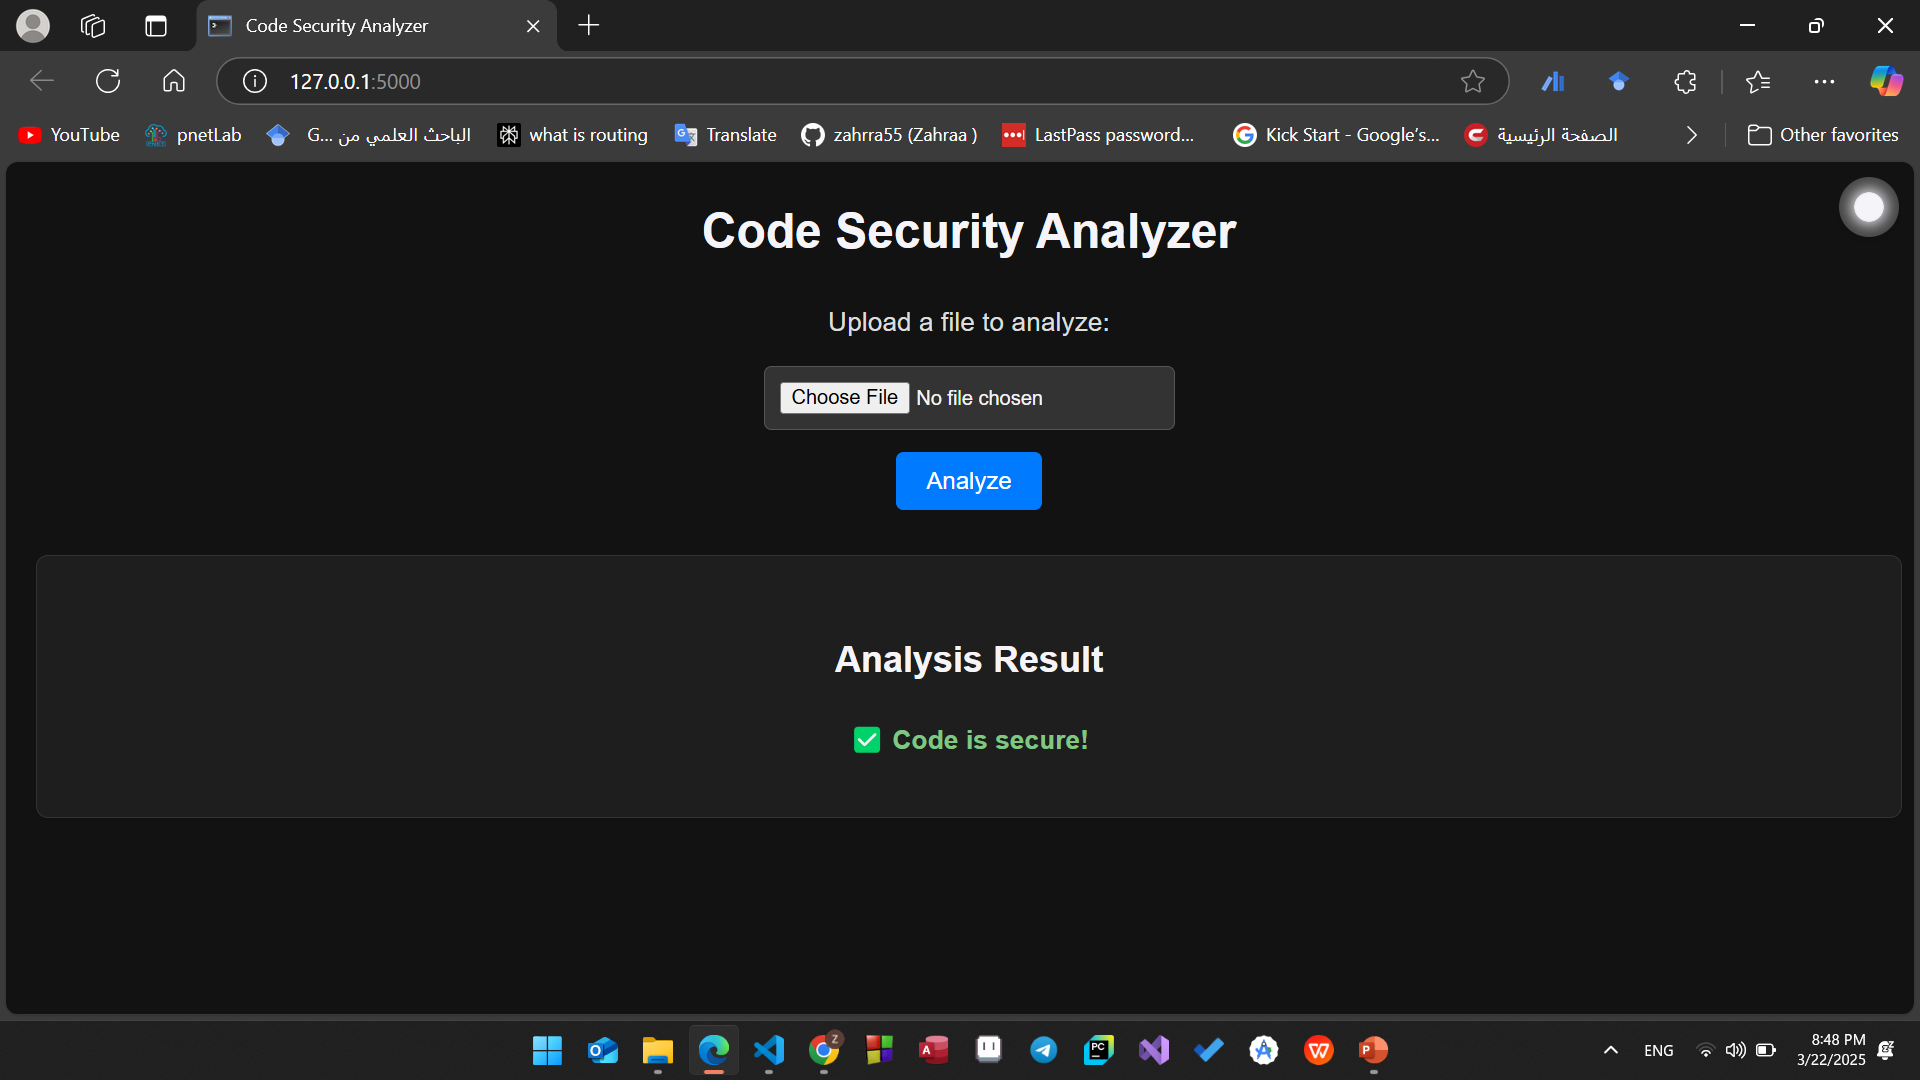 Code Security Analyzer
127.0.0.1:5000
YouTube
pnetLab
الباحث العلمي من G...
what is routing
Translate
zahrra55 (Zahraa )
LastPass password...
Kick Start - Google's...
الصفحة الرئيسية
Other favorites
Code Security Analyzer
Upload a file to analyze:
Choose File No file chosen
Analyze
Analysis Result
Code is secure!
ENG
8:48 PM
3/22/2025